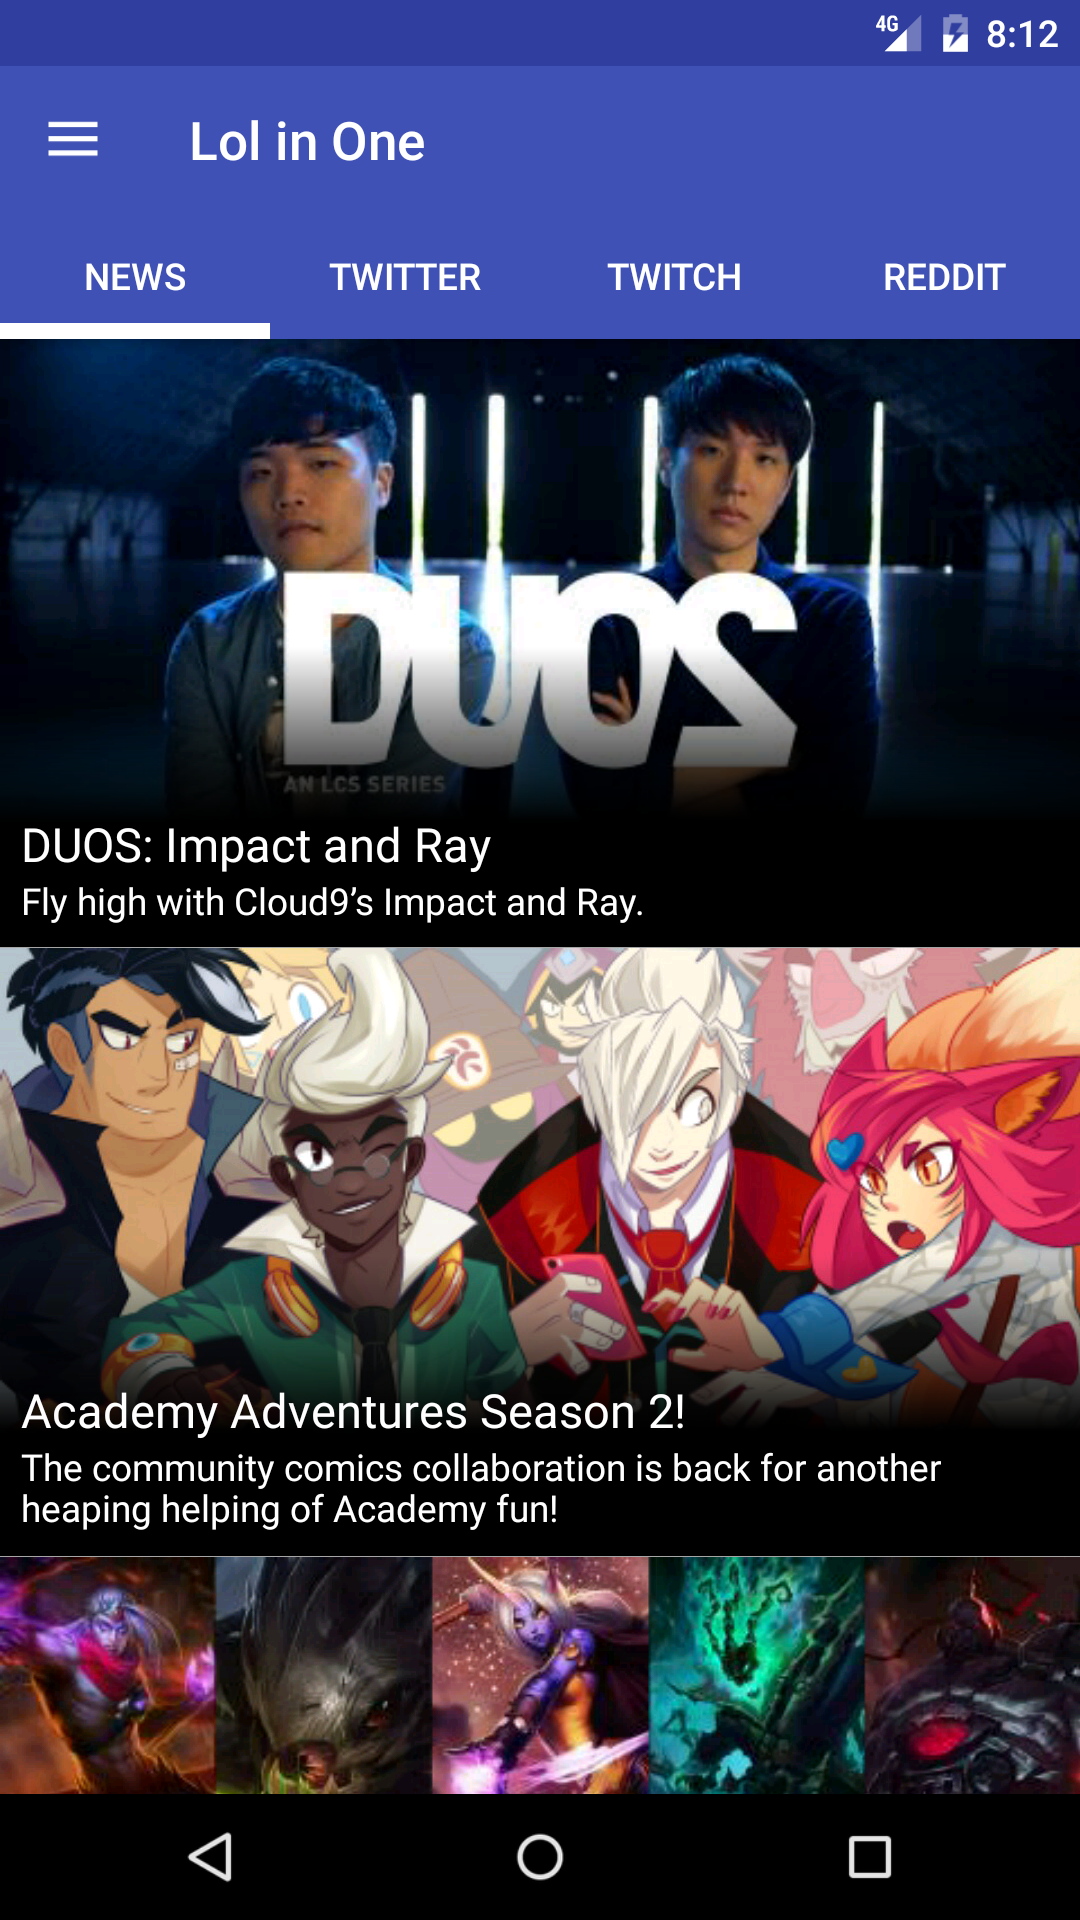 4G 8:12
Lol in One
NEWS TWITTER TWITCH REDDIT
DUOS
AN LCS SERIES
DUOS: Impact and Ray
Fly high with Cloud9’s Impact and Ray.
Academy Adventures Season 2!
The community comics collaboration is back for another
heaping helping of Academy fun!